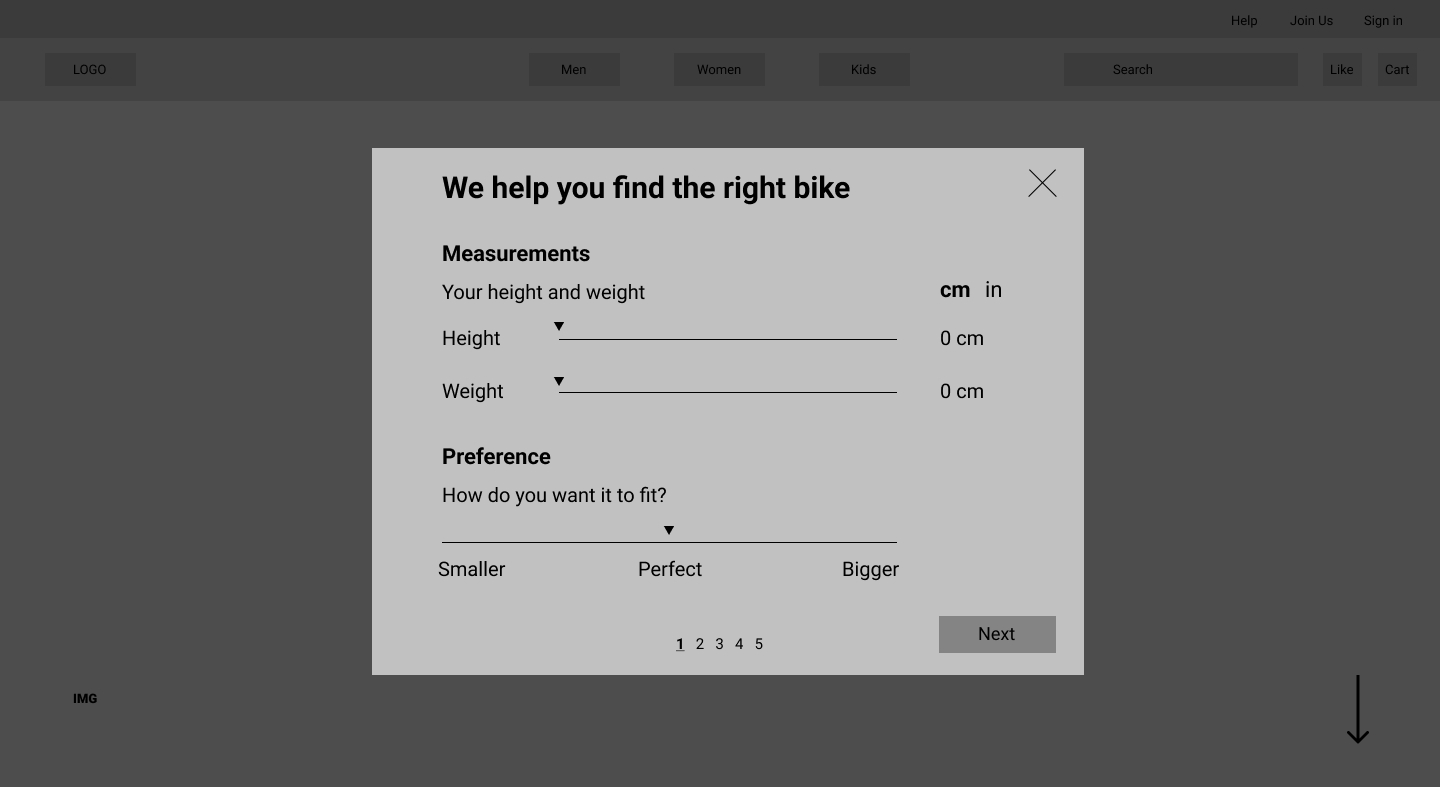 Help Join Us Sign in
LOGO Men Women Kids Search Like Cart
We help you find the right bike
Measurements
Your height and weight cm in
Height 0 cm
Weight 0 cm
Preference
How do you want it to fit?
Smaller Perfect Bigger
Next
1 2 3 4 5
IMG